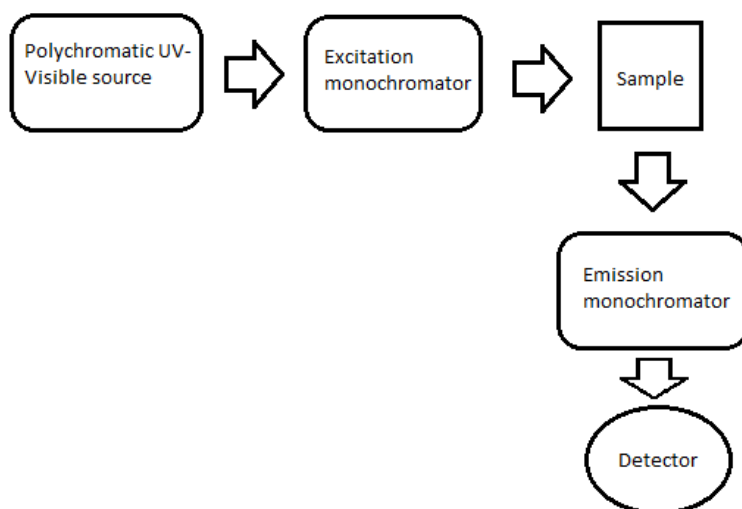 Polychromatic UV-
Visible source
Excitation
monochromator
Sample
Emission
monochromator
Detector